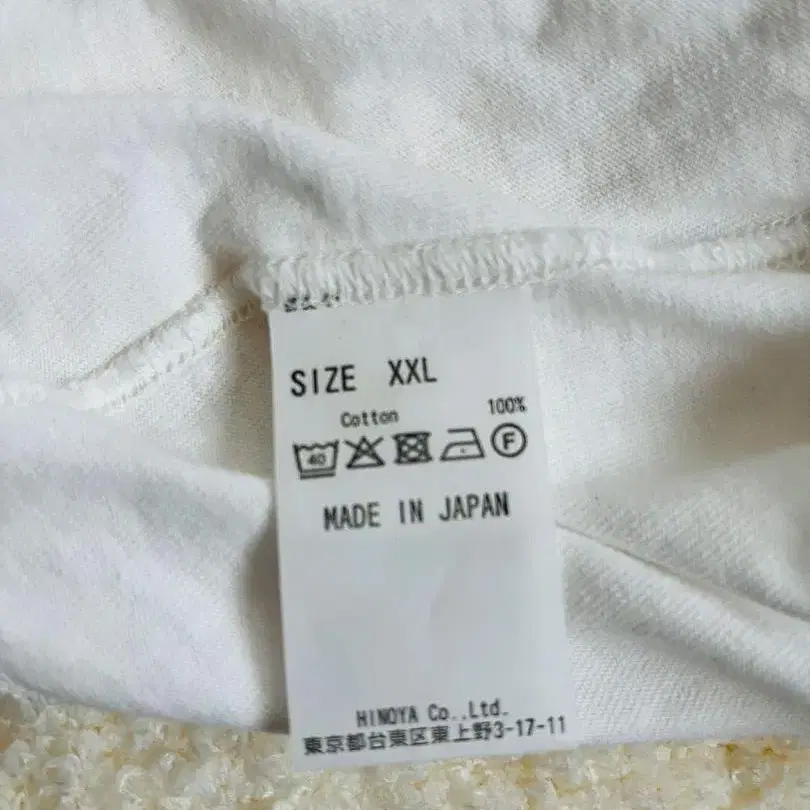 SIZE XXL
Cotton 100%
40 F
MADE IN JAPAN
HINOYA Co.,Ltd.
東京都台東区東上野3-17-11